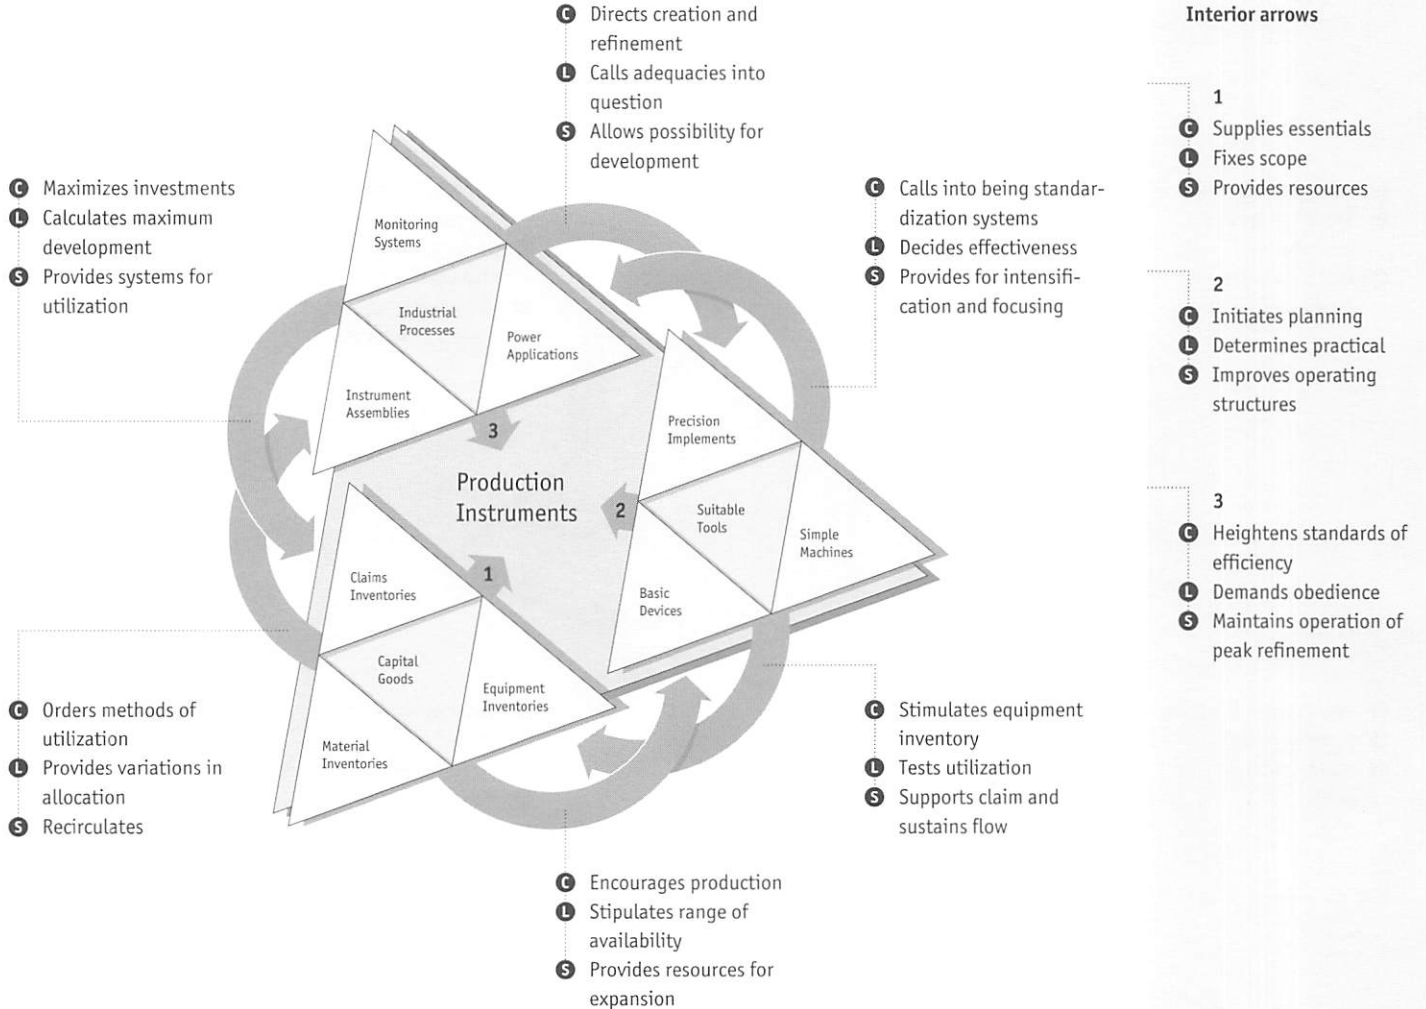 C Directs creation and
refinement
L Calls adequacies into
question
S Allows possibility for
development
C Maximizes investments
L Calculates maximum
development
S Provides systems for
utilization
C Calls into being standar-
dization systems
L Decides effectiveness
S Provides for intensifi-
cation and focusing
Monitoring
Systems
Industrial
Processes
Power
Applications
Instrument
Assemblies
3
Production
Instruments
Precision
Implements
2
Suitable
Tools
Simple
Machines
Basic
Devices
1
Claims
Inventories
Capital
Goods
Equipment
Inventories
Material
Inventories
C Orders methods of
utilization
L Provides variations in
allocation
S Recirculates
C Stimulates equipment
inventory
L Tests utilization
S Supports claim and
sustains flow
C Encourages production
L Stipulates range of
availability
S Provides resources for
expansion
Interior arrows
1
C Supplies essentials
L Fixes scope
S Provides resources
2
C Initiates planning
L Determines practical
S Improves operating
structures
3
C Heightens standards of
efficiency
L Demands obedience
S Maintains operation of
peak refinement